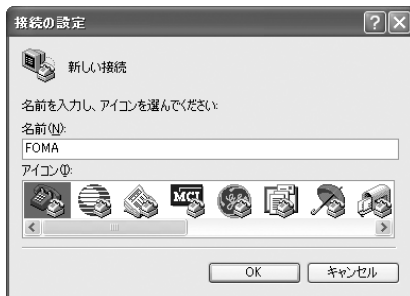 接続の設定
新しい接続
名前を入力し、アイコンを選んでください:
名前(N):
FOMA
アイコン(I):
MCI
OK
キャンセル